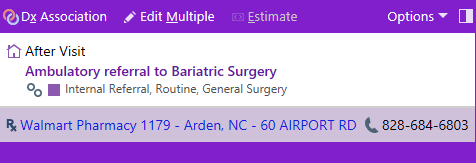 Dx Association Edit Multiple Estimate Options
After Visit
Ambulatory referral to Bariatric Surgery
Internal Referral, Routine, General Surgery
Walmart Pharmacy 1179 - Arden, NC - 60 AIRPORT RD 828-684-6803